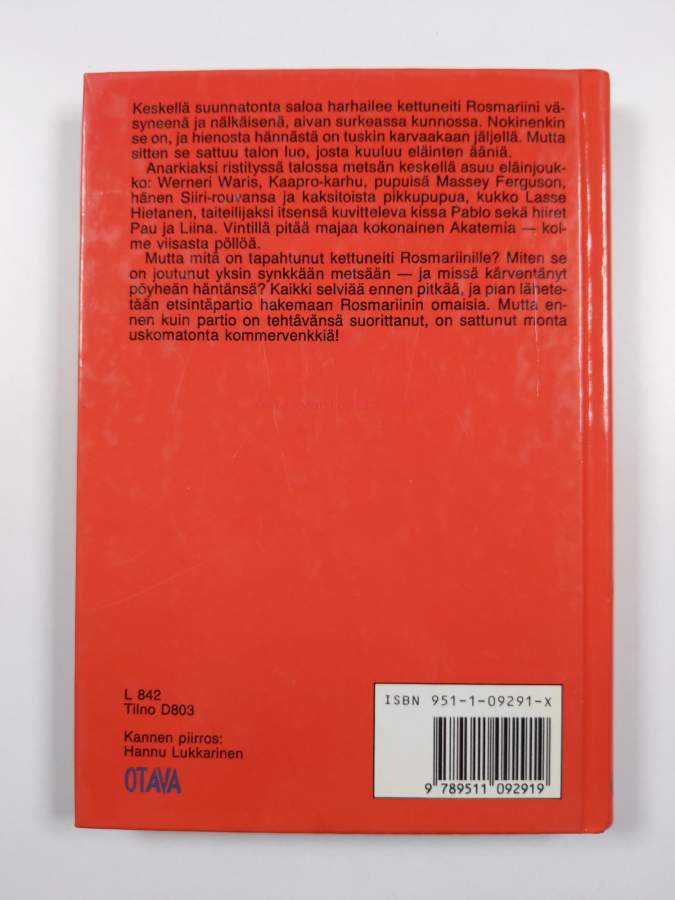 Keskellä suunnatonta saloa harhailee kettuneiti Rosmariini vä-
syneenä ja nälkäisenä, aivan surkeassa kunnossa. Nokinenkin
se on, ja hienosta hännästä on tuskin karvaakaan jäljellä. Mutta
sitten se sattuu talon luo, josta kuuluu eläinten ääniä.
Anarkiaksi ristityssä talossa metsän keskellä asuu eläinjouk-
ko: Werneri Waris, Kaapro-karhu, pupuisä Massey Ferguson,
hänen Siiri-rouvansa ja kaksitoista pikkupupua, kukko Lasse
Hietanen, taiteilijaksi itsensä kuvitteleva kissa Pablo sekä hiiret
Pau ja Liina. Vintillä pitää majaa kokonainen Akatemia — kol-
me viisasta pöllöä.
Mutta mitä on tapahtunut kettuneiti Rosmariinille? Miten se
on joutunut yksin synkkään metsään — ja missä kärventänyt
pöyheän häntänsä? Kaikki selviää ennen pitkää, ja pian lähete-
tään etsintäpartio hakemaan Rosmariinin omaisia. Mutta en-
nen kuin partio on tehtävänsä suorittanut, on sattunut monta
uskomatonta kommervenkkiä!
L 842
Tilno D803
Kannen piirros:
Hannu Lukkarinen
OTAVA
ISBN 951-1-09291-X
9 789511 092919